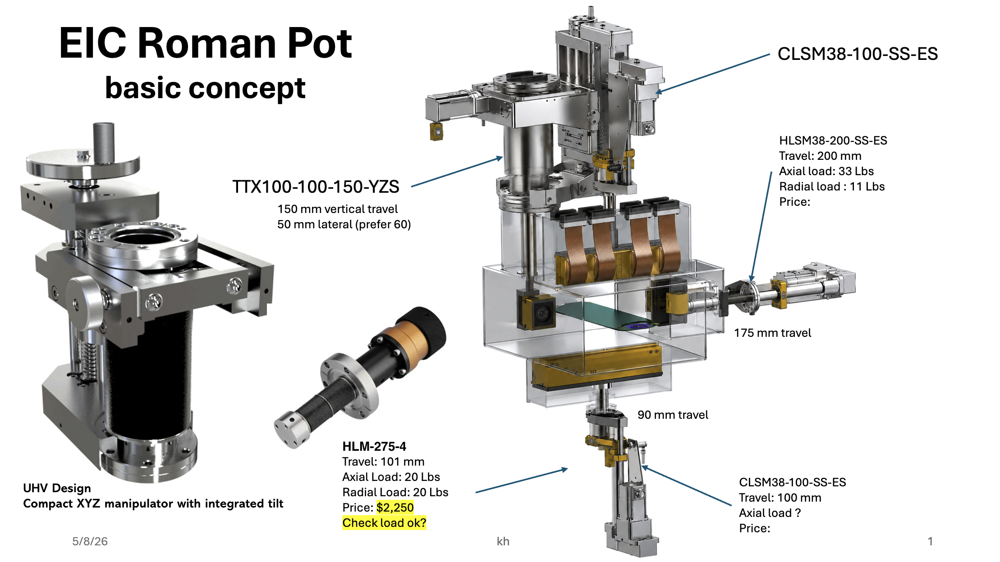 EIC Roman Pot
basic concept
CLSM38-100-SS-ES
HLSM38-200-SS-ES
Travel: 200 mm
Axial load: 33 Lbs
Radial load : 11 Lbs
Price:
TTX100-100-150-YZS
150 mm vertical travel
50 mm lateral (prefer 60)
175 mm travel
90 mm travel
HLM-275-4
Travel: 101 mm
Axial Load: 20 Lbs
Radial Load: 20 Lbs
Price: $2,250
Check load ok?
CLSM38-100-SS-ES
Travel: 100 mm
Axial load ?
Price:
UHV Design
Compact XYZ manipulator with integrated tilt
5/8/26
kh
1